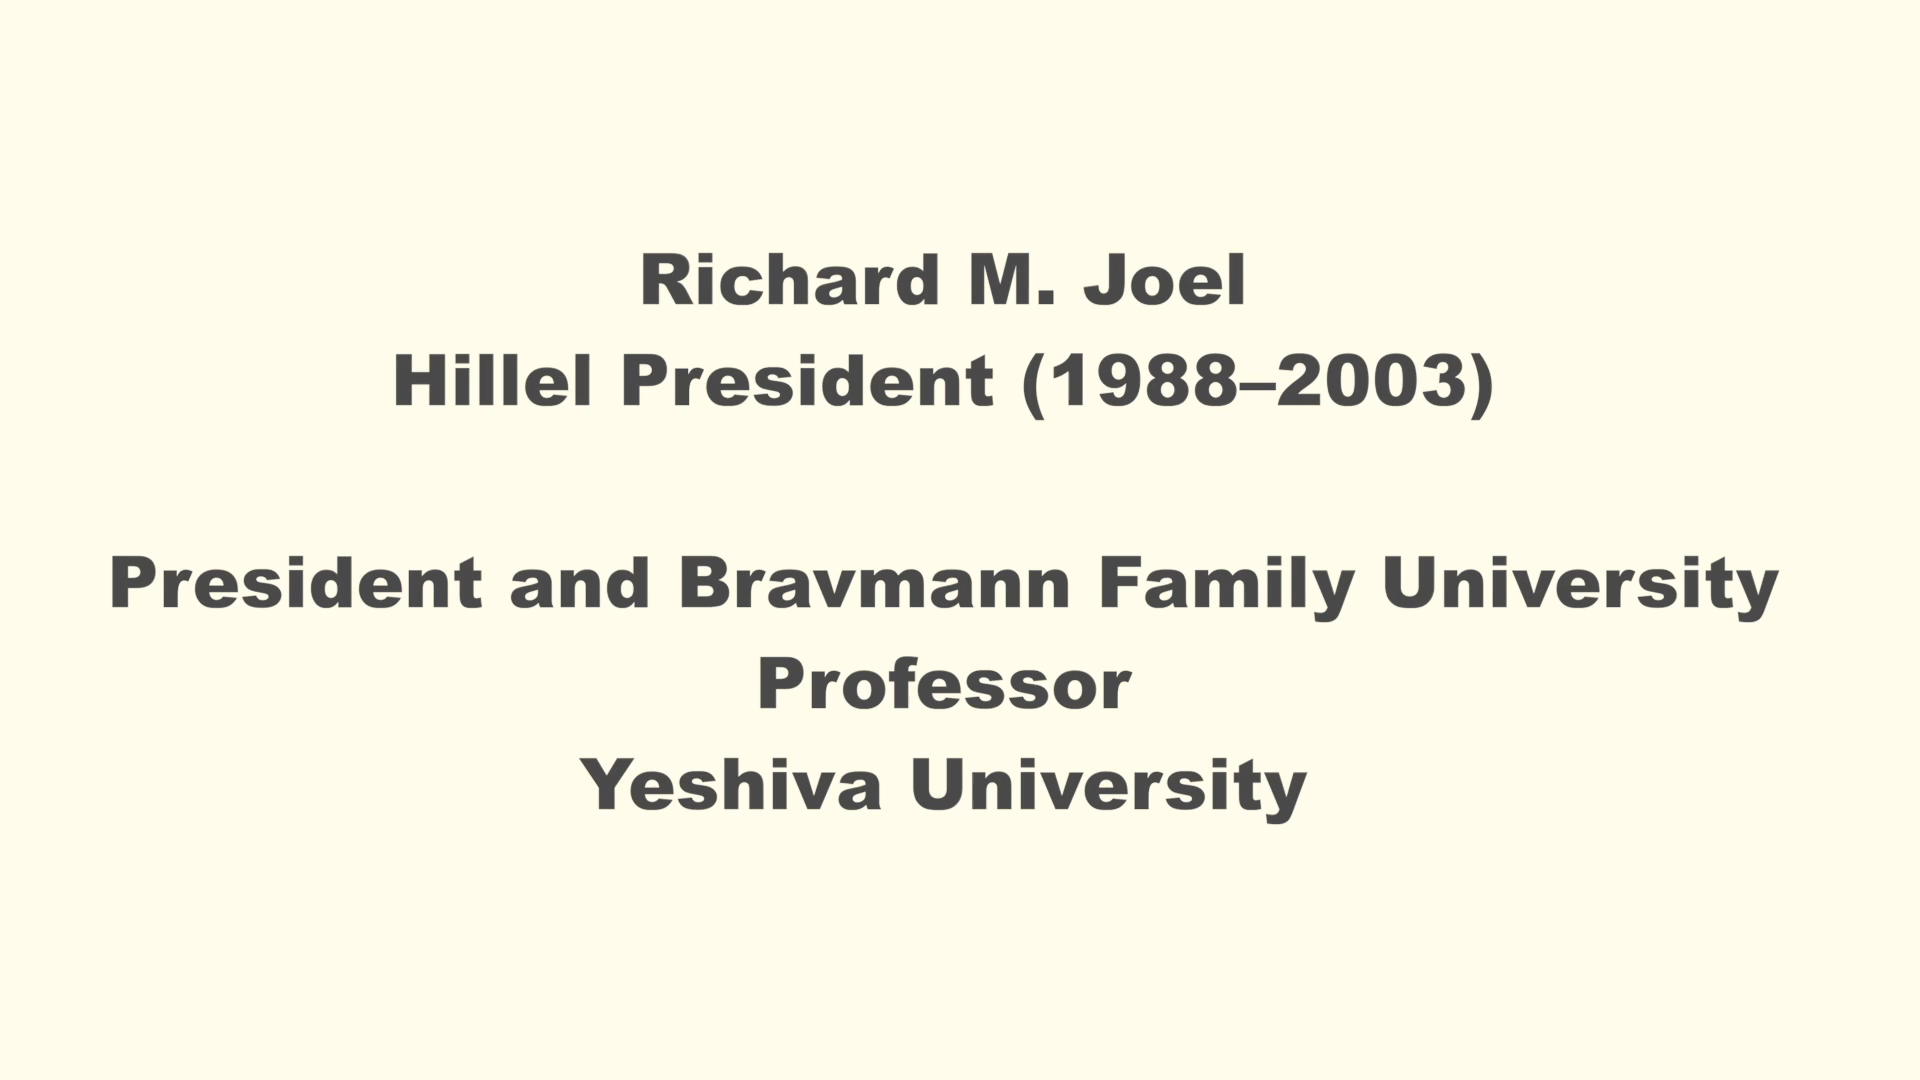 Richard M. Joel
Hillel President (1988–2003)
President and Bravmann Family University
Professor
Yeshiva University